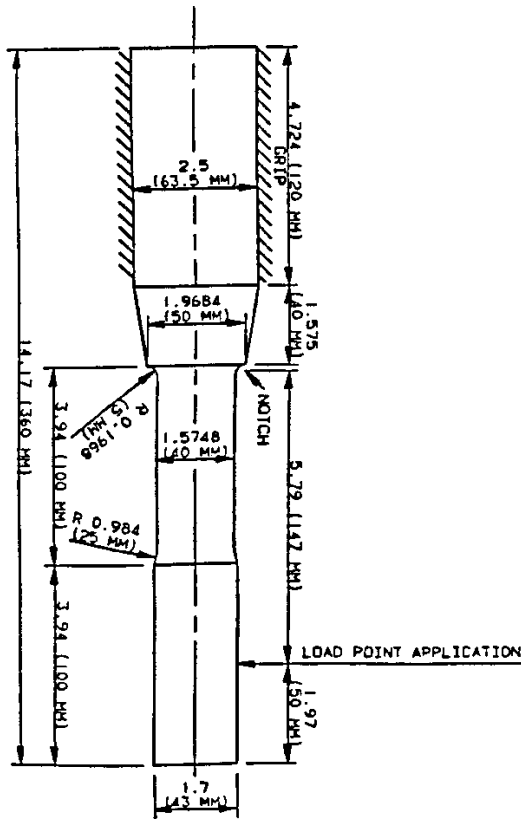 4.724 (120 MM)
GRIP
2.5
(63.5 MM)
1.575
(40 MM)
1.9684
(50 MM)
14.17 (360 MM)
R 0.1968
(5 MM)
NOTCH
3.94 (100 MM)
1.5748
(40 MM)
5.79 (147 MM)
R 0.984
(25 MM)
3.94 (100 MM)
LOAD POINT APPLICATION
1.97
(50 MM)
1.7
(43 MM)